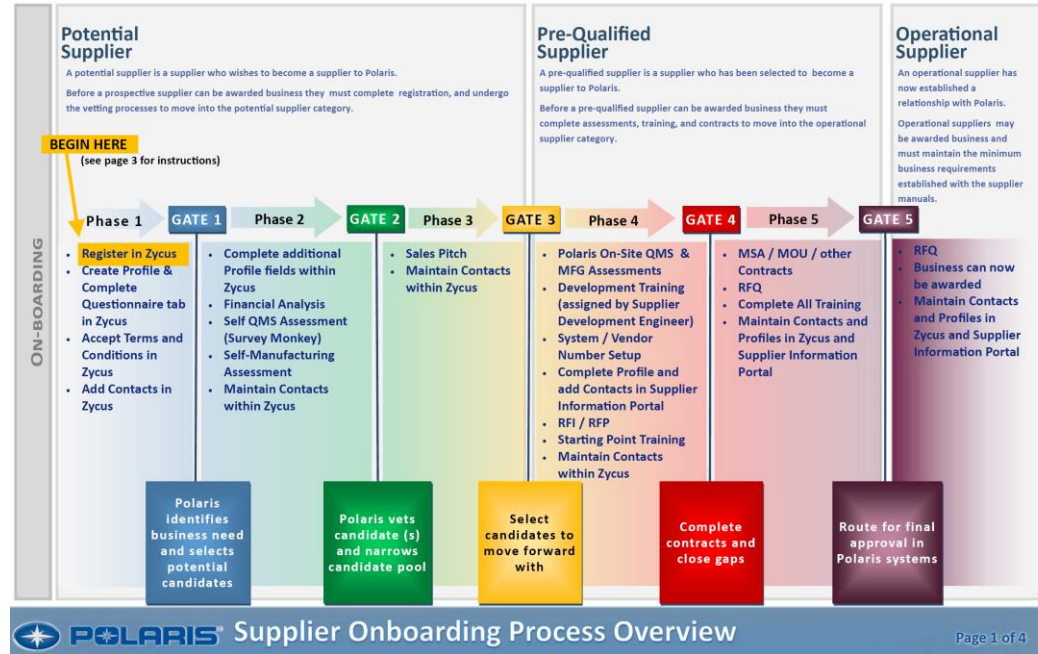 ON-BOARDING
Potential
Supplier
A potential supplier is a supplier who wishes to become a supplier to Polaris.
Before a prospective supplier can be awarded business they must complete registration, and undergo
the vetting processes to move into the potential supplier category.
BEGIN HERE
(see page 3 for instructions)
Pre-Qualified
Supplier
A pre-qualified supplier is a supplier who has been selected to become a
supplier to Polaris.
Before a pre-qualified supplier can be awarded business they must
complete assessments, training, and contracts to move into the operational
supplier category.
Operational
Supplier
An operational supplier has
now established a
relationship with Polaris.
Operational suppliers may
be awarded business and
must maintain the minimum
business requirements
established with the supplier
manuals.
Phase 1
GATE 1
Phase 2
GATE 2
Phase 3
GATE 3
Phase 4
GATE 4
Phase 5
GATE 5
• Register in Zycus
• Create Profile &
Complete
Questionnaire tab
in Zycus
• Accept Terms and
Conditions in
Zycus
• Add Contacts in
Zycus
• Complete additional
Profile fields within
Zycus
• Financial Analysis
• Self QMS Assessment
(Survey Monkey)
• Self-Manufacturing
Assessment
• Maintain Contacts
within Zycus
• Sales Pitch
• Maintain Contacts
within Zycus
• Polaris On-Site QMS &
MFG Assessments
• Development Training
(assigned by Supplier
Development Engineer)
• System / Vendor
Number Setup
• Complete Profile and
add Contacts in Supplier
Information Portal
• RFI / RFP
• Starting Point Training
• Maintain Contacts
within Zycus
• MSA / MOU / other
Contracts
• RFQ
• Complete All Training
• Maintain Contacts and
Profiles in Zycus and
Supplier Information
Portal
• RFQ
• Business can now
be awarded
• Maintain Contacts
and Profiles in
Zycus and Supplier
Information Portal
Polaris
identifies
business need
and selects
potential
candidates
Polaris vets
candidate (s)
and narrows
candidate pool
Select
candidates to
move forward
with
Complete
contracts and
close gaps
Route for final
approval in
Polaris systems
POLARIS® Supplier Onboarding Process Overview
Page 1 of 4